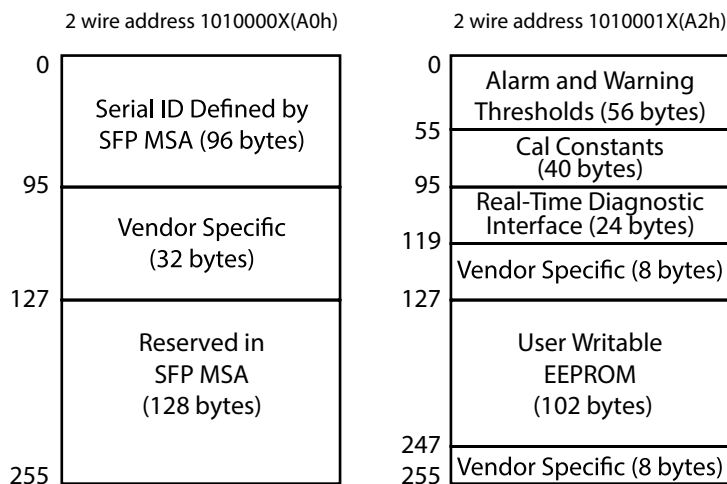 2 wire address 1010000X(A0h)
0
Serial ID Defined by
SFP MSA (96 bytes)
95
Vendor Specific
(32 bytes)
127
Reserved in
SFP MSA
(128 bytes)
255
2 wire address 1010001X(A2h)
0
Alarm and Warning
Thresholds (56 bytes)
55
Cal Constants
(40 bytes)
95
Real-Time Diagnostic
Interface (24 bytes)
119
Vendor Specific (8 bytes)
127
User Writable
EEPROM
(102 bytes)
247
Vendor Specific (8 bytes)
255